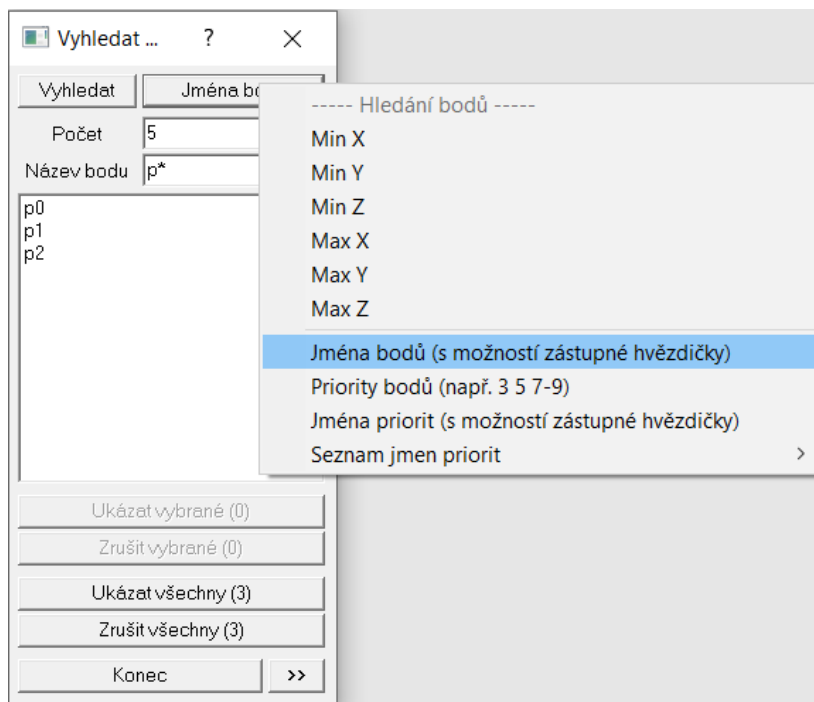 Vyhledat ... ?
Vyhledat
Jména bo
----- Hledání bodů -----
Min X
Min Y
Min Z
Max X
Max Y
Max Z
Jména bodů (s možností zástupné hvězdičky)
Priority bodů (např. 3 5 7-9)
Jména priorit (s možností zástupné hvězdičky)
Seznam jmen priorit
Počet 5
Název bodu p*
p0
p1
p2
Ukázat vybrané (0)
Zrušit vybrané (0)
Ukázat všechny (3)
Zrušit všechny (3)
Konec >>